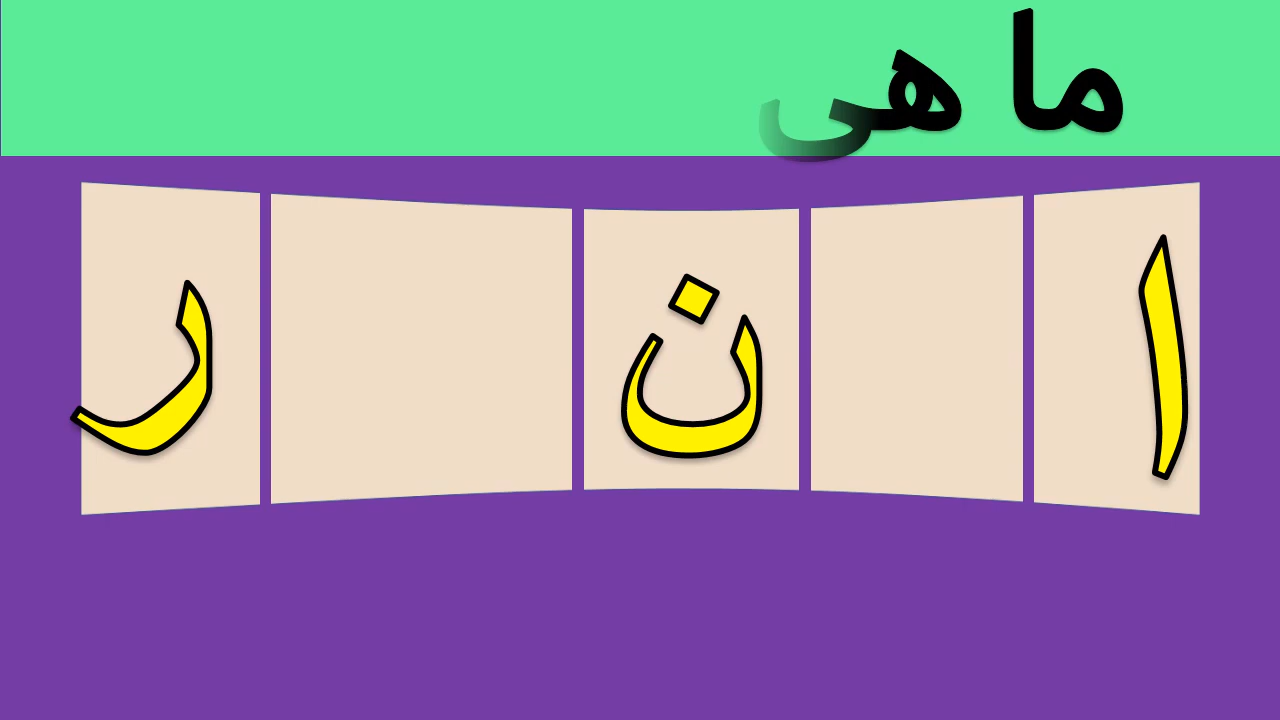 ماهی
ا ن ر